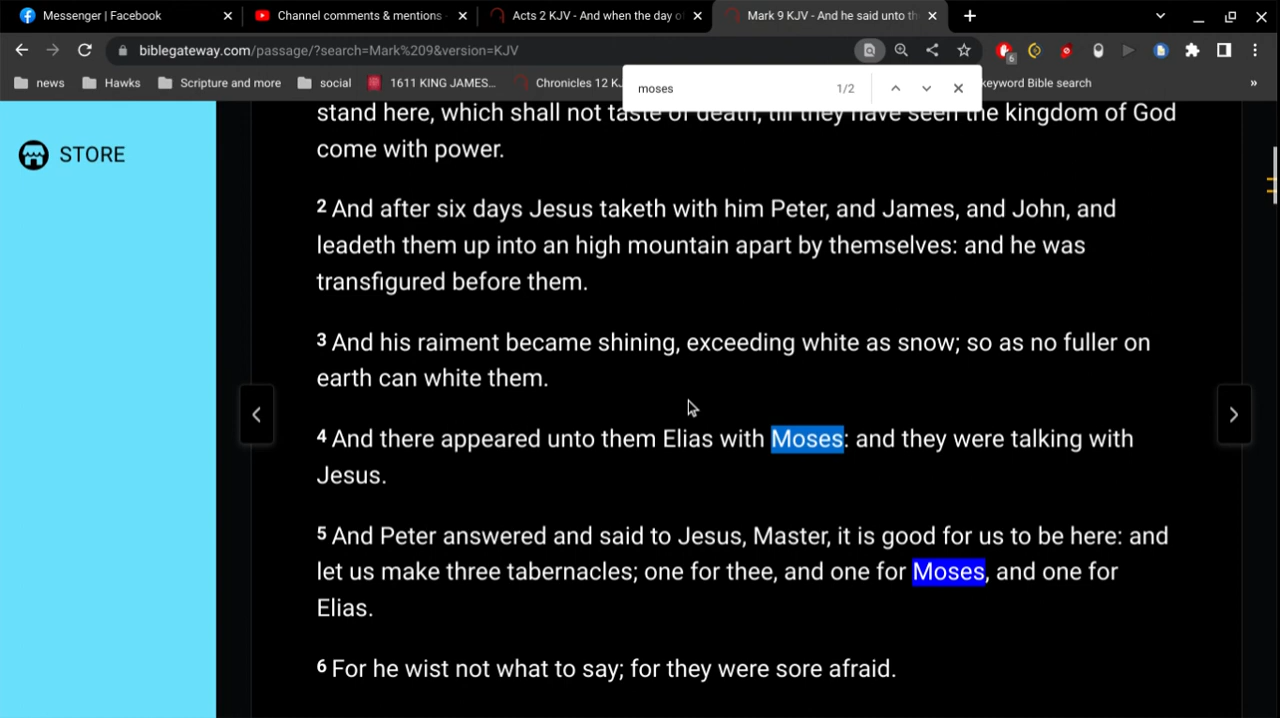 Messenger | Facebook
Channel comments & mentions -
Acts 2 KJV - And when the day of
Mark 9 KJV - And he said unto th
biblegateway.com/passage/?search=Mark%209&version=KJV
6
news
Hawks
Scripture and more
social
1611 KING JAMES...
Chronicles 12 KJ
keyword Bible search
»
moses
1/2
STORE
stand here, which shall not taste of death, till they have seen the kingdom of God
come with power.
2 And after six days Jesus taketh with him Peter, and James, and John, and
leadeth them up into an high mountain apart by themselves: and he was
transfigured before them.
3 And his raiment became shining, exceeding white as snow; so as no fuller on
earth can white them.
4 And there appeared unto them Elias with Moses: and they were talking with
Jesus.
5 And Peter answered and said to Jesus, Master, it is good for us to be here: and
let us make three tabernacles; one for thee, and one for Moses, and one for
Elias.
6 For he wist not what to say; for they were sore afraid.